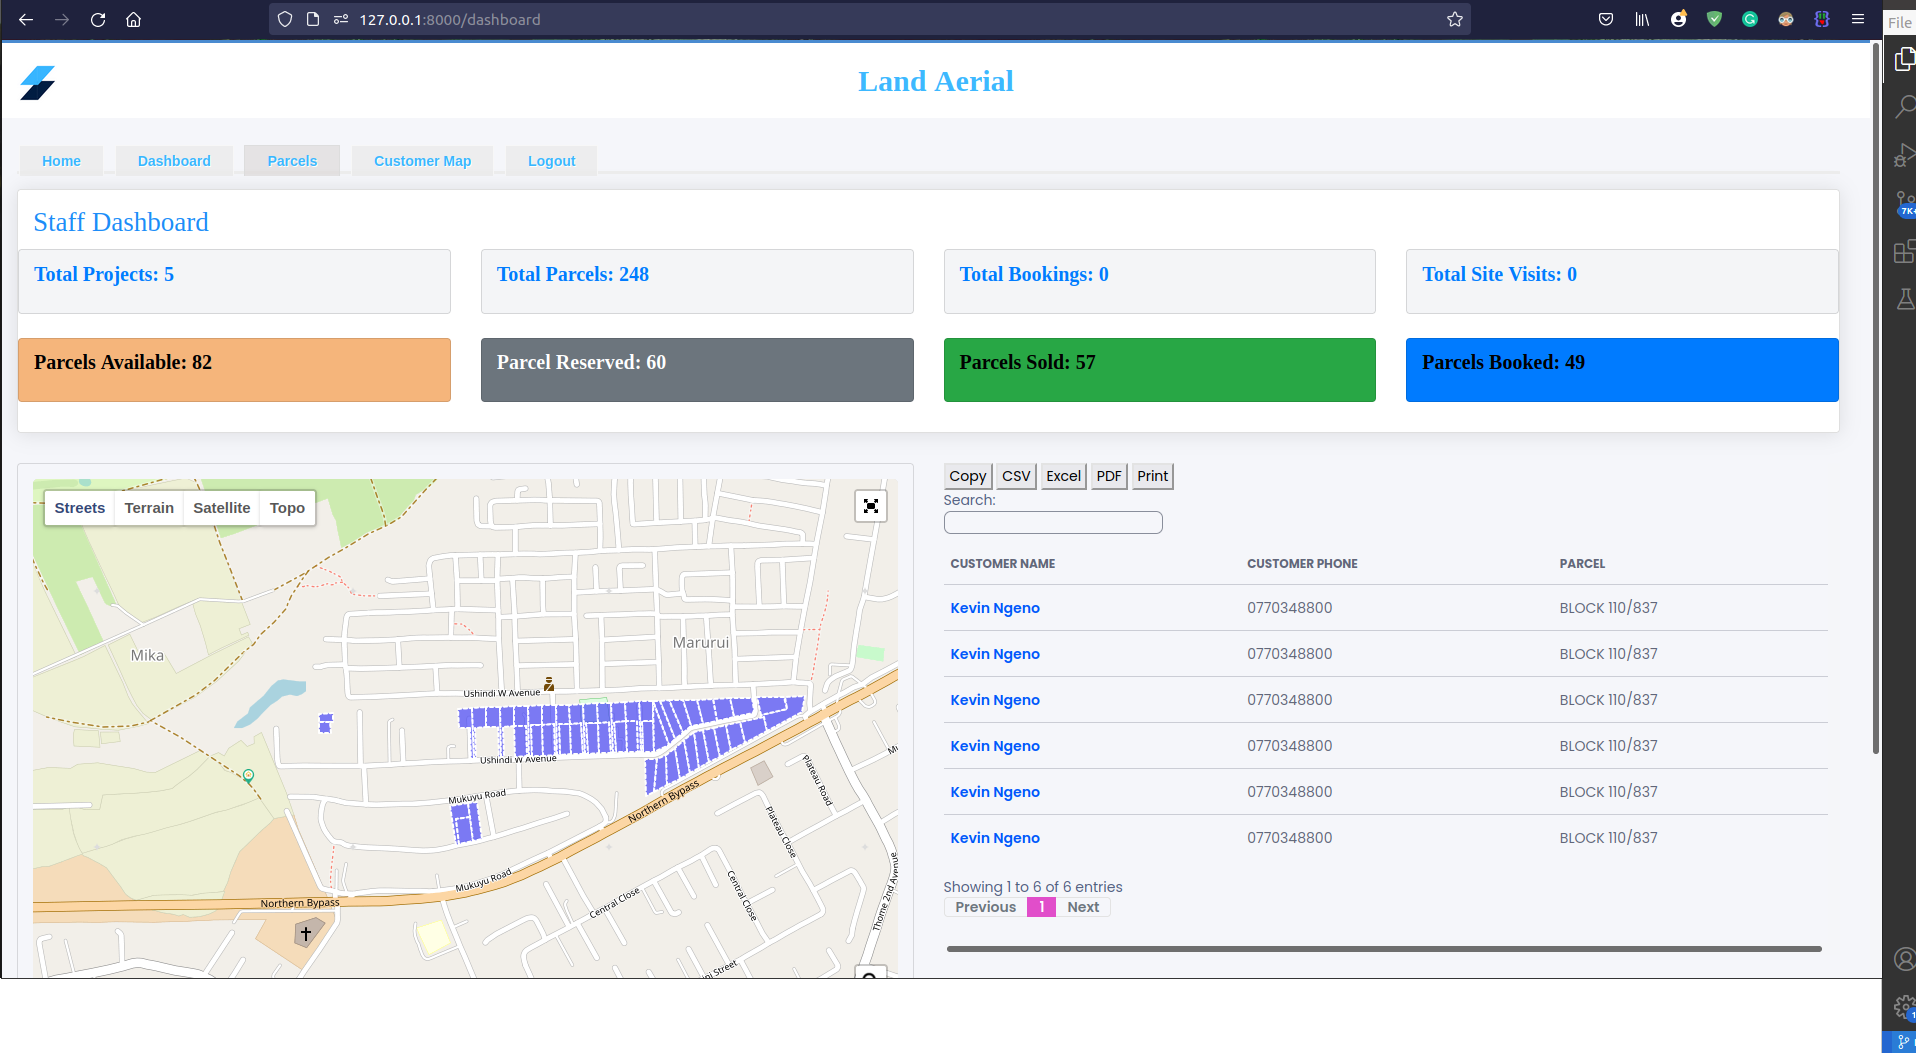 127.0.0.1:8000/dashboard
File
Land Aerial
Home
Dashboard
Parcels
Customer Map
Logout
7K+
Staff Dashboard
Total Projects: 5
Total Parcels: 248
Total Bookings: 0
Total Site Visits: 0
Parcels Available: 82
Parcel Reserved: 60
Parcels Sold: 57
Parcels Booked: 49
Streets
Terrain
Satellite
Topo
Mika
Marurui
Ushindi W Avenue
Ushindi W Avenue
Mukuyu Road
Northern Bypass
Plateau Road
Plateau Close
Mukuyu Road
Northern Bypass
Central Close
Central Close
Thome 2nd Avenue
Copy
CSV
Excel
PDF
Print
Search:
CUSTOMER NAME
CUSTOMER PHONE
PARCEL
Kevin Ngeno 0770348800 BLOCK 110/837
Kevin Ngeno 0770348800 BLOCK 110/837
Kevin Ngeno 0770348800 BLOCK 110/837
Kevin Ngeno 0770348800 BLOCK 110/837
Kevin Ngeno 0770348800 BLOCK 110/837
Kevin Ngeno 0770348800 BLOCK 110/837
Showing 1 to 6 of 6 entries
Previous
1
Next
1